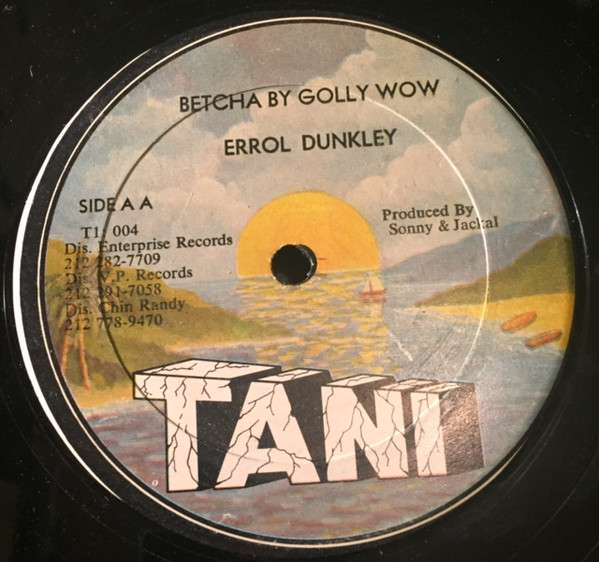 BETCHA BY GOLLY WOW
ERROL DUNKLEY
SIDE A A
T1, 004
Dis. Enterprise Records
212 282-7709
Dis. V.P. Records
212 291-7058
Dis. Chin Randy
212 778-9470
Produced By
Sonny & Jackal
TANI